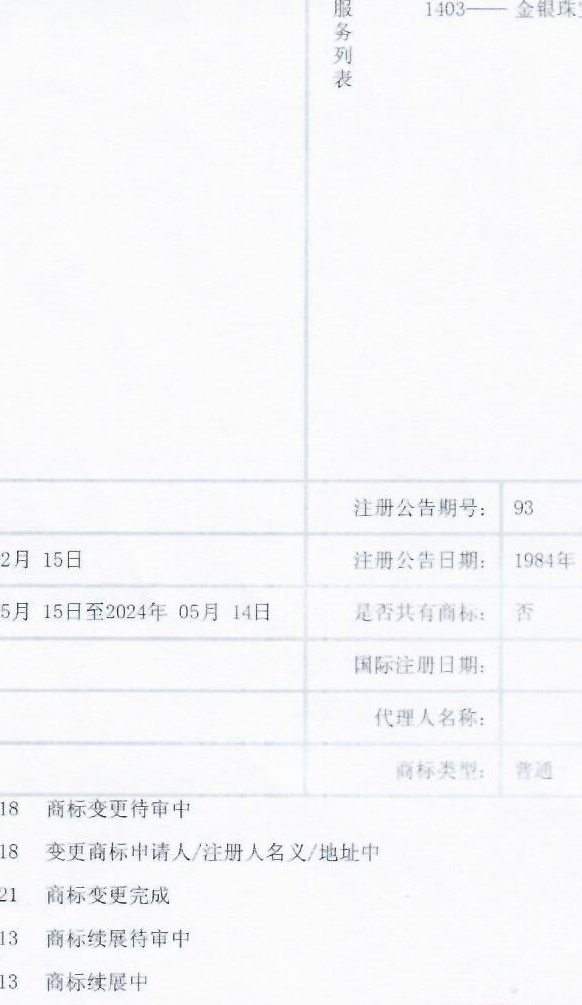 服
务
列
表
1403—— 金银珠
注册公告期号: 93
2月 15日 注册公告日期: 1984年
5月 15日至2024年 05月 14日 是否共有商标: 否
国际注册日期:
代理人名称:
商标类型: 普通
18 商标变更待审中
18 变更商标申请人/注册人名义/地址中
21 商标变更完成
13 商标续展待审中
13 商标续展中